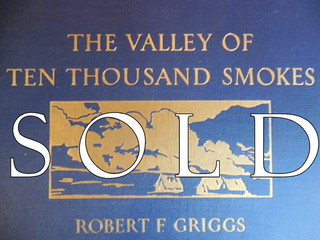 THE VALLEY OF
TEN THOUSAND SMOKES
SOLD
ROBERT F. GRIGGS